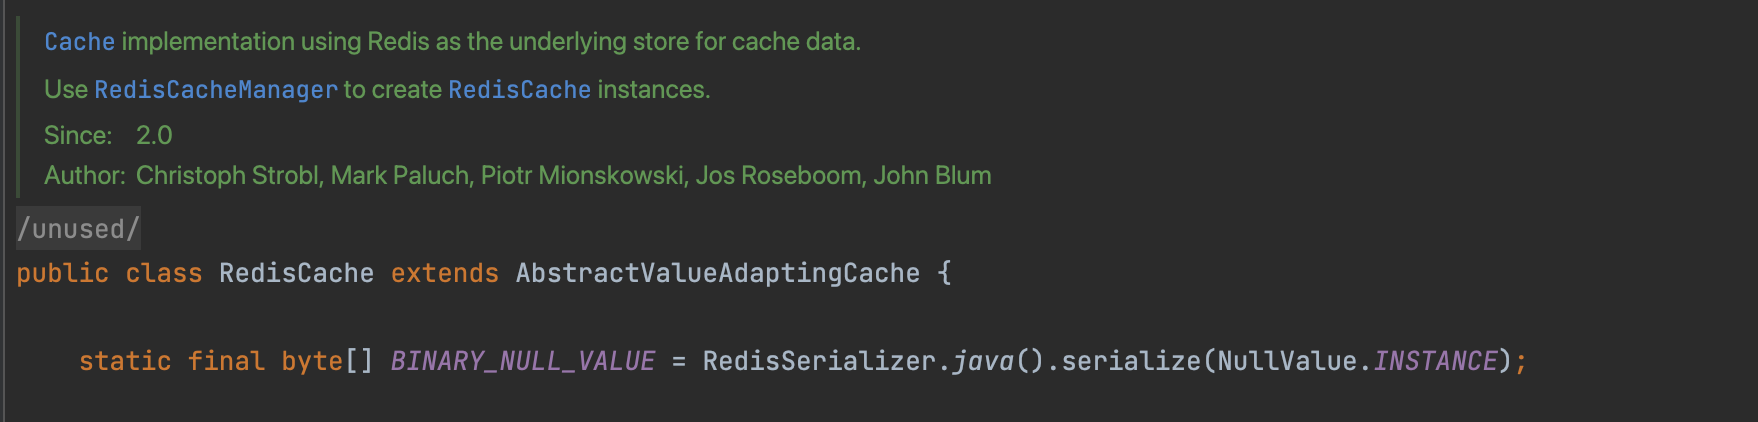 Cache implementation using Redis as the underlying store for cache data.
Use RedisCacheManager to create RedisCache instances.
Since: 2.0
Author: Christoph Strobl, Mark Paluch, Piotr Mionskowski, Jos Roseboom, John Blum
/unused/
public class RedisCache extends AbstractValueAdaptingCache {
static final byte[] BINARY_NULL_VALUE = RedisSerializer.java().serialize(NullValue.INSTANCE);